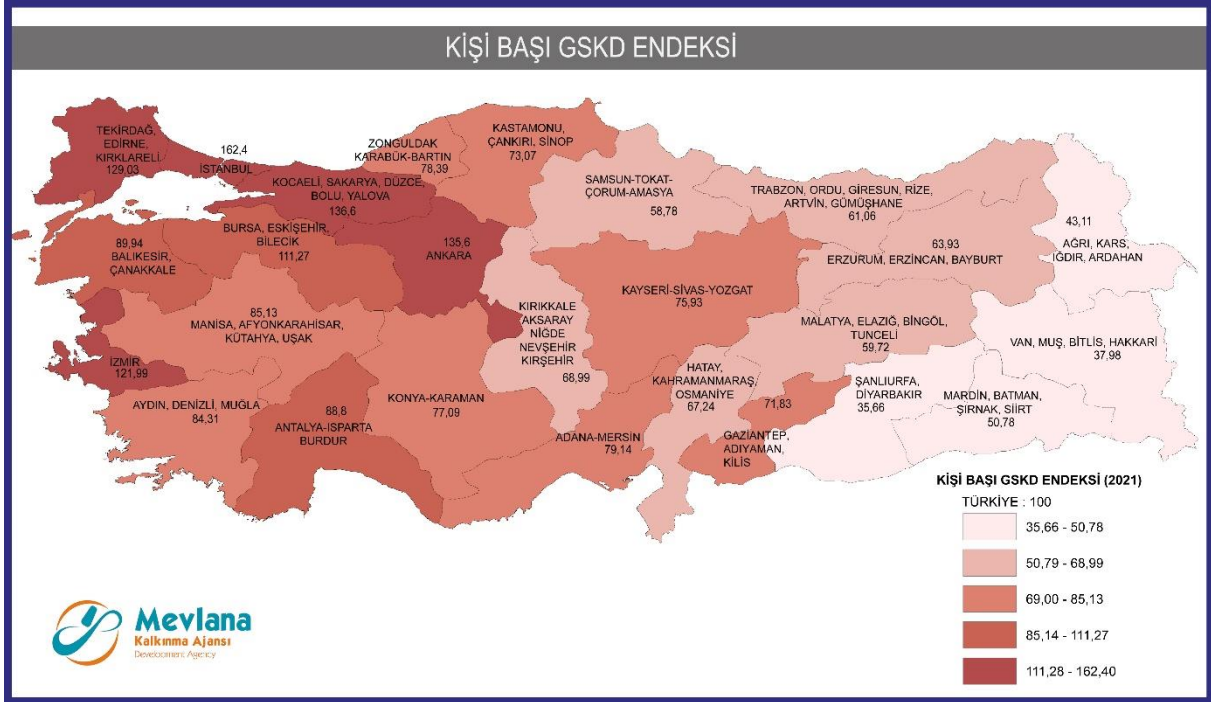 KİŞİ BAŞI GSKD ENDEKSİ
TEKİRDAĞ,
EDİRNE,
KIRKLARELİ
129,03
162,4
İSTANBUL
KOCAELİ, SAKARYA, DÜZCE,
BOLU, YALOVA
136,6
ZONGULDAK
KARABÜK-BARTIN
78,39
KASTAMONU,
ÇANKIRI, SİNOP
73,07
SAMSUN-TOKAT-
ÇORUM-AMASYA
58,78
TRABZON, ORDU, GİRESUN, RİZE,
ARTVİN, GÜMÜŞHANE
61,06
43,11
AĞRI, KARS,
IĞDIR, ARDAHAN
63,93
ERZURUM, ERZİNCAN, BAYBURT
89,94
BALIKESİR,
ÇANAKKALE
BURSA, ESKİŞEHİR,
BİLECİK
111,27
135,6
ANKARA
KAYSERİ-SİVAS-YOZGAT
75,93
85,13
MANİSA, AFYONKARAHİSAR,
KÜTAHYA, UŞAK
KIRIKKALE
AKSARAY
NİĞDE
NEVŞEHİR
KIRŞEHİR
68,99
MALATYA, ELAZIĞ, BİNGÖL,
TUNCELİ
59,72
VAN, MUŞ, BİTLİS, HAKKARİ
37,98
İZMİR
121,99
AYDIN, DENİZLİ, MUĞLA
84,31
88,8
ANTALYA-ISPARTA
BURDUR
KONYA-KARAMAN
77,09
ADANA-MERSİN
79,14
HATAY,
KAHRAMANMARAŞ,
OSMANİYE
67,24
71,83
GAZİANTEP,
ADIYAMAN,
KİLİS
ŞANLIURFA,
DİYARBAKIR
35,66
MARDİN, BATMAN,
ŞIRNAK, SİİRT
50,78
KİŞİ BAŞI GSKD ENDEKSİ (2021)
TÜRKİYE : 100
35,66 - 50,78
50,79 - 68,99
69,00 - 85,13
85,14 - 111,27
111,28 - 162,40
Mevlana
Kalkınma Ajansı
Development Agency